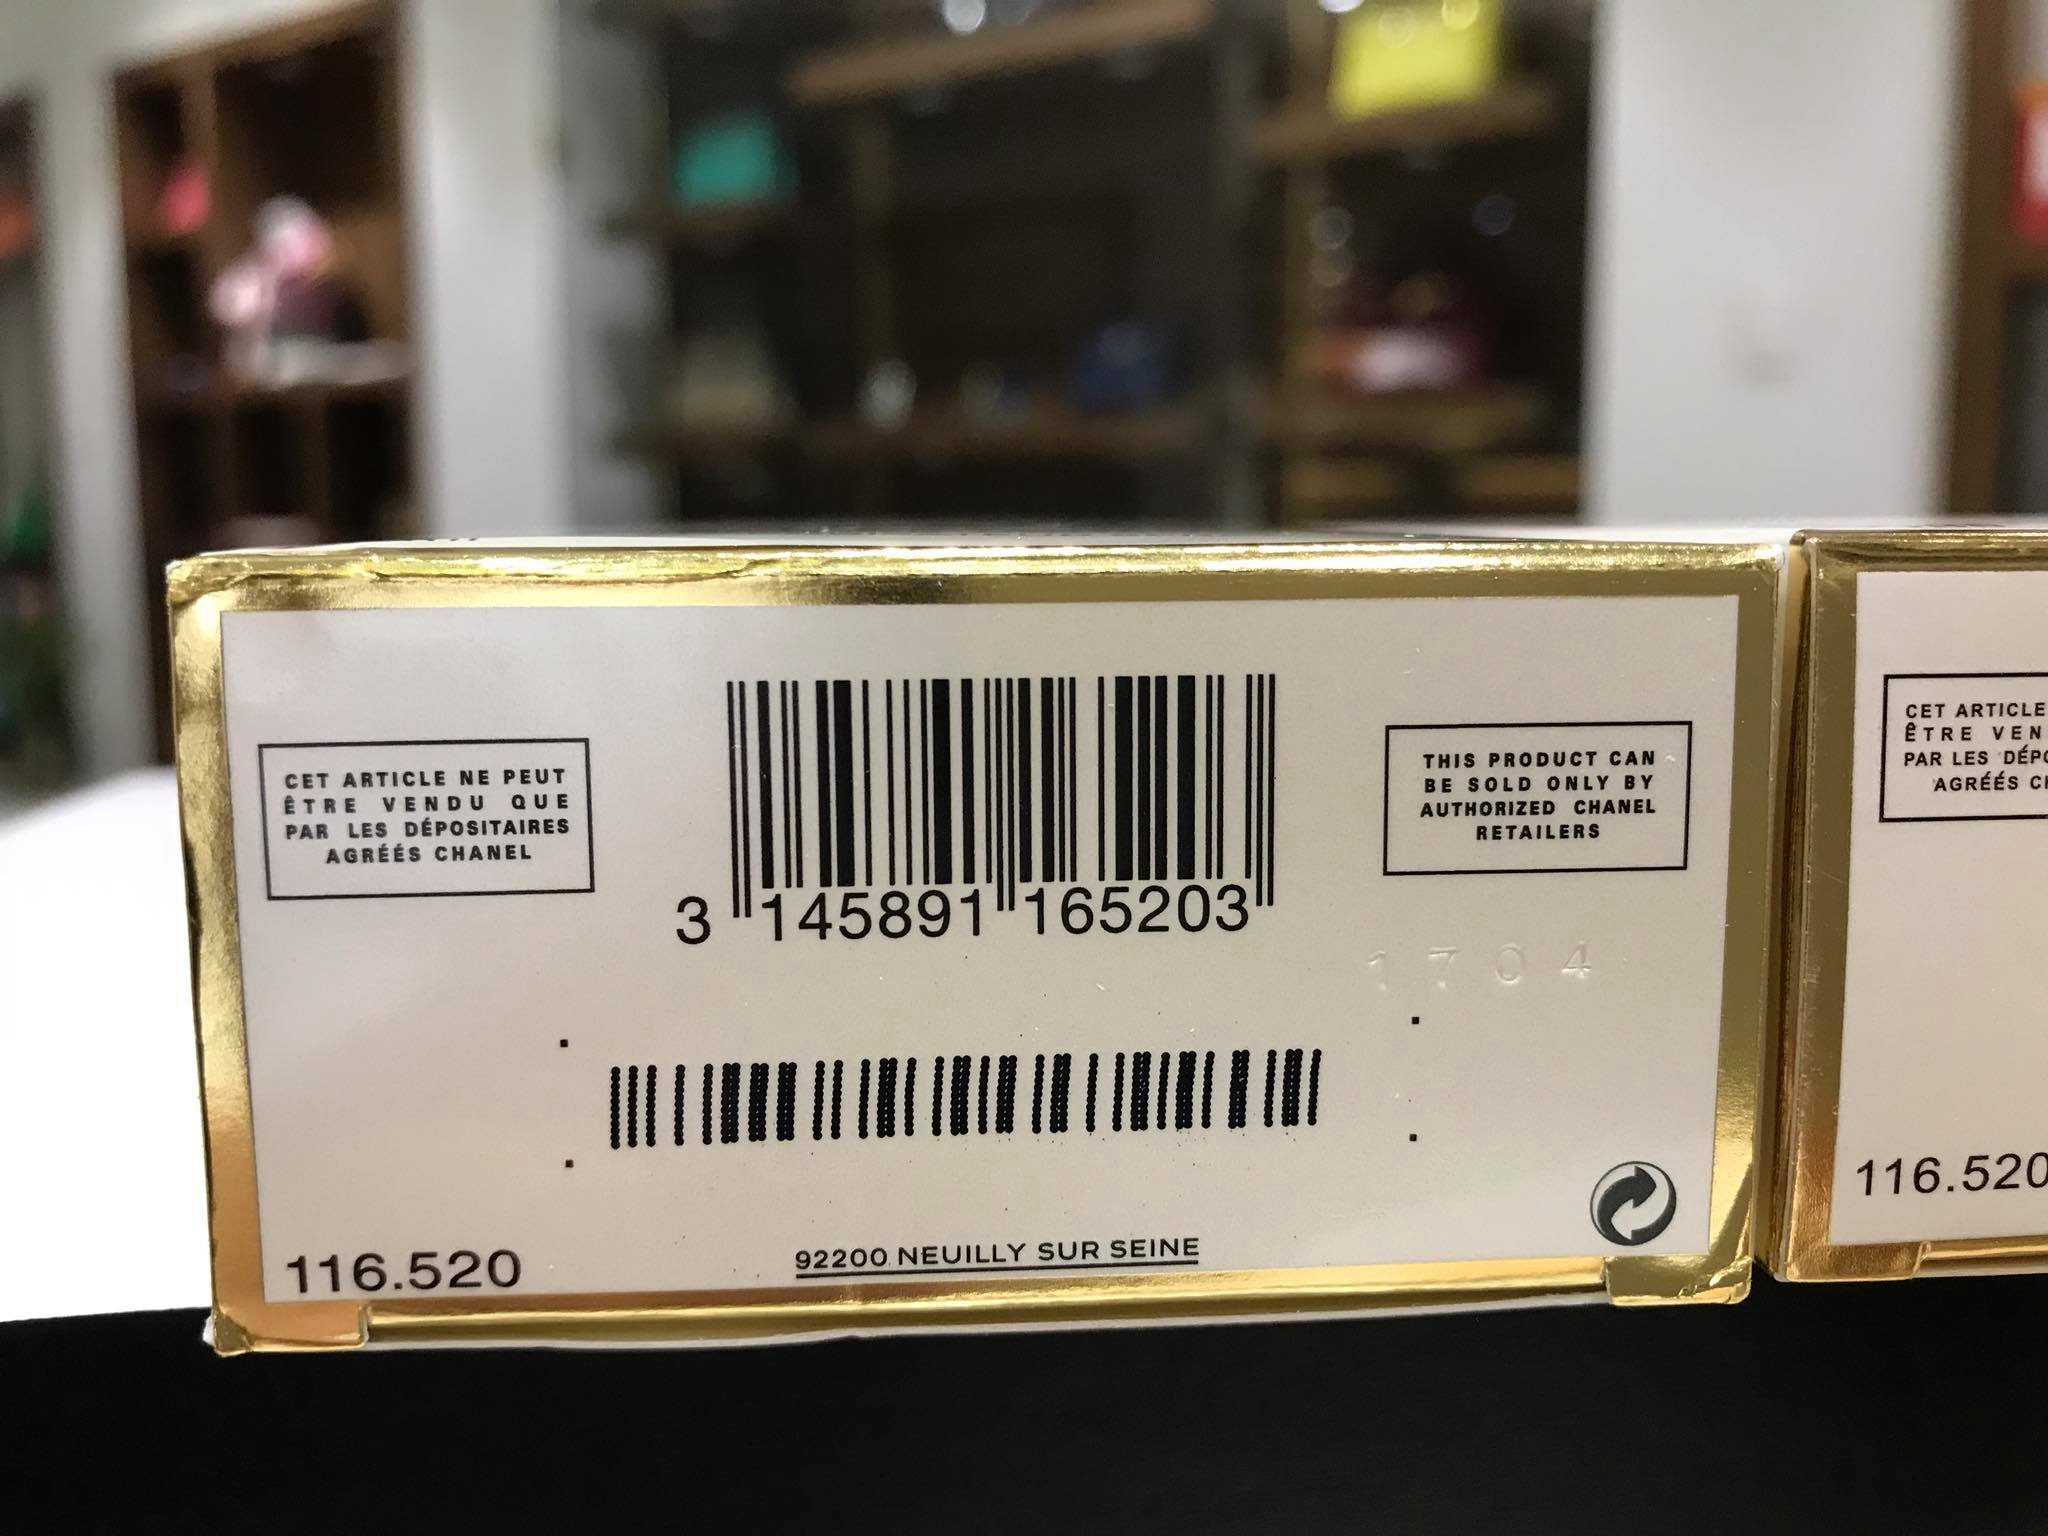 CET ARTICLE NE PEUT
ÊTRE VENDU QUE
PAR LES DÉPOSITAIRES
AGRÉÉS CHANEL
3 145891 165203
THIS PRODUCT CAN
BE SOLD ONLY BY
AUTHORIZED CHANEL
RETAILERS
1704
116.520
92200 NEUILLY SUR SEINE
CET ARTICLE
ÊTRE VEN
PAR LES DÉPO
AGRÉÉS CH
116.520